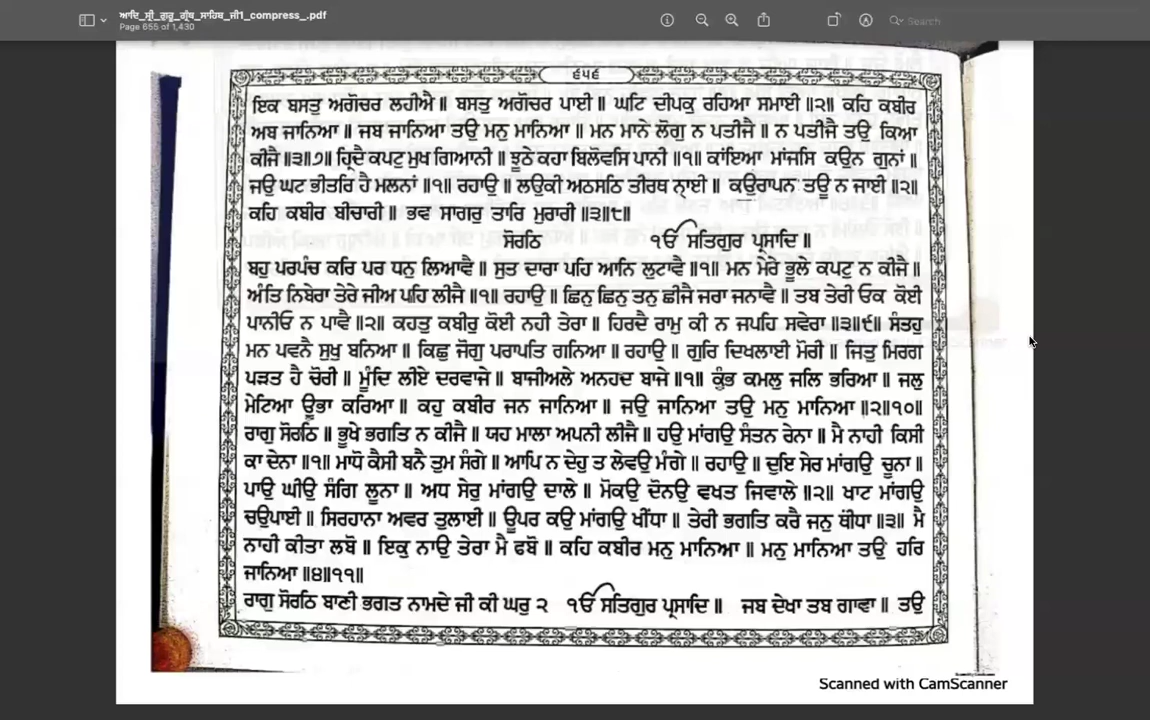 ਆਦਿ_ਸ੍ਰੀ_ਗੁਰੂ_ਗ੍ਰੰਥ_ਸਾਹਿਬ_ਜੀ1_compress_.pdf
Page 655 of 1,430
Search
੬੫੬
ਇਕ ਬਸਤੁ ਅਗੋਚਰ ਲਹੀਐ॥ ਬਸਤੁ ਅਗੋਚਰ ਪਾਈ॥ ਘਟਿ ਦੀਪਕੁ ਰਹਿਆ ਸਮਾਈ॥੨॥ ਕਹਿ ਕਬੀਰ
ਅਬ ਜਾਨਿਆ॥ ਜਬ ਜਾਨਿਆ ਤਉ ਮਨੁ ਮਾਨਿਆ॥ ਮਨ ਮਾਨੇ ਲੋਗੁ ਨ ਪਤੀਜੈ॥ ਨ ਪਤੀਜੈ ਤਉ ਕਿਆ
ਕੀਜੈ॥੩॥੭॥ ਹ੍ਰਿਦੈ ਕਪਟੁ ਮੁਖ ਗਿਆਨੀ॥ ਝੂਠੇ ਕਹਾ ਬਿਲੋਵਸਿ ਪਾਨੀ॥੧॥ ਕਾਂਇਆ ਮਾਂਜਸਿ ਕਉਨ ਗੁਨਾਂ॥
ਜਉ ਘਟ ਭੀਤਰਿ ਹੈ ਮਲਨਾਂ॥੧॥ ਰਹਾਉ॥ ਲਉਕੀ ਅਠਸਠਿ ਤੀਰਥ ਨ੍ਹਾਈ॥ ਕਉਰਾਪਨ ਤਊ ਨ ਜਾਈ॥੨॥
ਕਹਿ ਕਬੀਰ ਬੀਚਾਰੀ॥ ਭਵ ਸਾਗਰੁ ਤਾਰਿ ਮੁਰਾਰੀ॥੩॥੮॥
ਸੋਰਠਿ ੴ ਸਤਿਗੁਰ ਪ੍ਰਸਾਦਿ॥
ਬਹੁ ਪਰਪੰਚ ਕਰਿ ਪਰ ਧਨੁ ਲਿਆਵੈ॥ ਸੁਤ ਦਾਰਾ ਪਹਿ ਆਨਿ ਲੁਟਾਵੈ॥੧॥ ਮਨ ਮੇਰੇ ਭੂਲੇ ਕਪਟੁ ਨ ਕੀਜੈ॥
ਅੰਤਿ ਨਿਬੇਰਾ ਤੇਰੇ ਜੀਅ ਪਹਿ ਲੀਜੈ॥੧॥ ਰਹਾਉ॥ ਛਿਨੁ ਛਿਨੁ ਤਨੁ ਛੀਜੈ ਜਰਾ ਜਨਾਵੈ॥ ਤਬ ਤੇਰੀ ਓਕ ਕੋਈ
ਪਾਨੀਓ ਨ ਪਾਵੈ॥੨॥ ਕਹਤੁ ਕਬੀਰੁ ਕੋਈ ਨਹੀ ਤੇਰਾ॥ ਹਿਰਦੈ ਰਾਮੁ ਕੀ ਨ ਜਪਹਿ ਸਵੇਰਾ॥੩॥੯॥ ਸੰਤਹੁ
ਮਨ ਪਵਨੈ ਸੁਖੁ ਬਨਿਆ॥ ਕਿਛੁ ਜੋਗੁ ਪਰਾਪਤਿ ਗਨਿਆ॥ ਰਹਾਉ॥ ਗੁਰਿ ਦਿਖਲਾਈ ਮੋਰੀ॥ ਜਿਤੁ ਮਿਰਗ
ਪੜਤ ਹੈ ਚੋਰੀ॥ ਮੂੰਦਿ ਲੀਏ ਦਰਵਾਜੇ॥ ਬਾਜੀਅਲੇ ਅਨਹਦ ਬਾਜੇ॥੧॥ ਕੁੰਭ ਕਮਲੁ ਜਲਿ ਭਰਿਆ॥ ਜਲੁ
ਮੇਟਿਆ ਊਭਾ ਕਰਿਆ॥ ਕਹੁ ਕਬੀਰ ਜਨ ਜਾਨਿਆ॥ ਜਉ ਜਾਨਿਆ ਤਉ ਮਨੁ ਮਾਨਿਆ॥੨॥੧੦॥
ਰਾਗੁ ਸੋਰਠਿ॥ ਭੂਖੇ ਭਗਤਿ ਨ ਕੀਜੈ॥ ਯਹ ਮਾਲਾ ਅਪਨੀ ਲੀਜੈ॥ ਹਉ ਮਾਂਗਉ ਸੰਤਨ ਰੇਨਾ॥ ਮੈ ਨਾਹੀ ਕਿਸੀ
ਕਾ ਦੇਨਾ॥੧॥ ਮਾਧੋ ਕੈਸੀ ਬਨੈ ਤੁਮ ਸੰਗੇ॥ ਆਪਿ ਨ ਦੇਹੁ ਤ ਲੇਵਉ ਮੰਗੇ॥ ਰਹਾਉ॥ ਦੁਇ ਸੇਰ ਮਾਂਗਉ ਚੂਨਾ॥
ਪਾਉ ਘੀਉ ਸੰਗਿ ਲੂਨਾ॥ ਅਧ ਸੇਰੁ ਮਾਂਗਉ ਦਾਲੇ॥ ਮੋਕਉ ਦੋਨਉ ਵਖਤ ਜਿਵਾਲੇ॥੨॥ ਖਾਟ ਮਾਂਗਉ
ਚਉਪਾਈ॥ ਸਿਰਹਾਨਾ ਅਵਰ ਤੁਲਾਈ॥ ਊਪਰ ਕਉ ਮਾਂਗਉ ਖੀਂਧਾ॥ ਤੇਰੀ ਭਗਤਿ ਕਰੈ ਜਨੁ ਥੀਂਧਾ॥੩॥ ਮੈ
ਨਾਹੀ ਕੀਤਾ ਲਬੋ॥ ਇਕੁ ਨਾਉ ਤੇਰਾ ਮੈ ਫਬੋ॥ ਕਹਿ ਕਬੀਰ ਮਨੁ ਮਾਨਿਆ॥ ਮਨੁ ਮਾਨਿਆ ਤਉ ਹਰਿ
ਜਾਨਿਆ॥੪॥੧੧॥
ਰਾਗੁ ਸੋਰਠਿ ਬਾਣੀ ਭਗਤ ਨਾਮਦੇ ਜੀ ਕੀ ਘਰੁ ੨ ੴ ਸਤਿਗੁਰ ਪ੍ਰਸਾਦਿ॥ ਜਬ ਦੇਖਾ ਤਬ ਗਾਵਾ॥ ਤਉ
Scanned with CamScanner